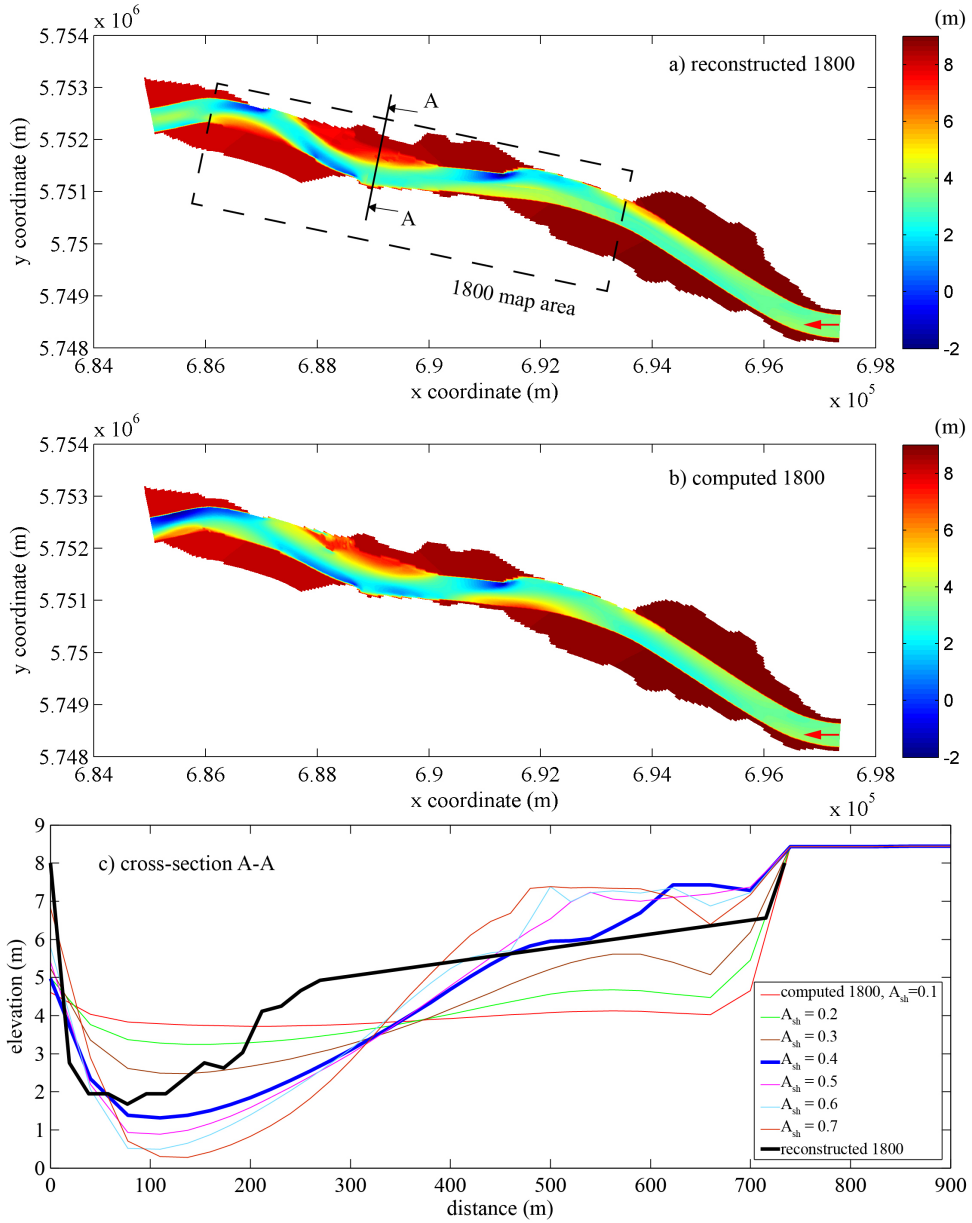 (m)
x 10 6
5.754
5.753
5.752
5.751
5.75
5.749
5.748
y coordinate (m)
a) reconstructed 1800
A
A
1800 map area
8
6
4
2
0
-2
6.84 6.86 6.88 6.9 6.92 6.94 6.96 6.98
x coordinate (m)
x 10 5
(m)
x 10 6
5.754
5.753
5.752
5.751
5.75
5.749
5.748
y coordinate (m)
b) computed 1800
8
6
4
2
0
-2
6.84 6.86 6.88 6.9 6.92 6.94 6.96 6.98
x coordinate (m)
x 10 5
9
8
7
6
5
4
3
2
1
0
elevation (m)
c) cross-section A-A
computed 1800, Ash=0.1
Ash = 0.2
Ash = 0.3
Ash = 0.4
Ash = 0.5
Ash = 0.6
Ash = 0.7
reconstructed 1800
0 100 200 300 400 500 600 700 800 900
distance (m)